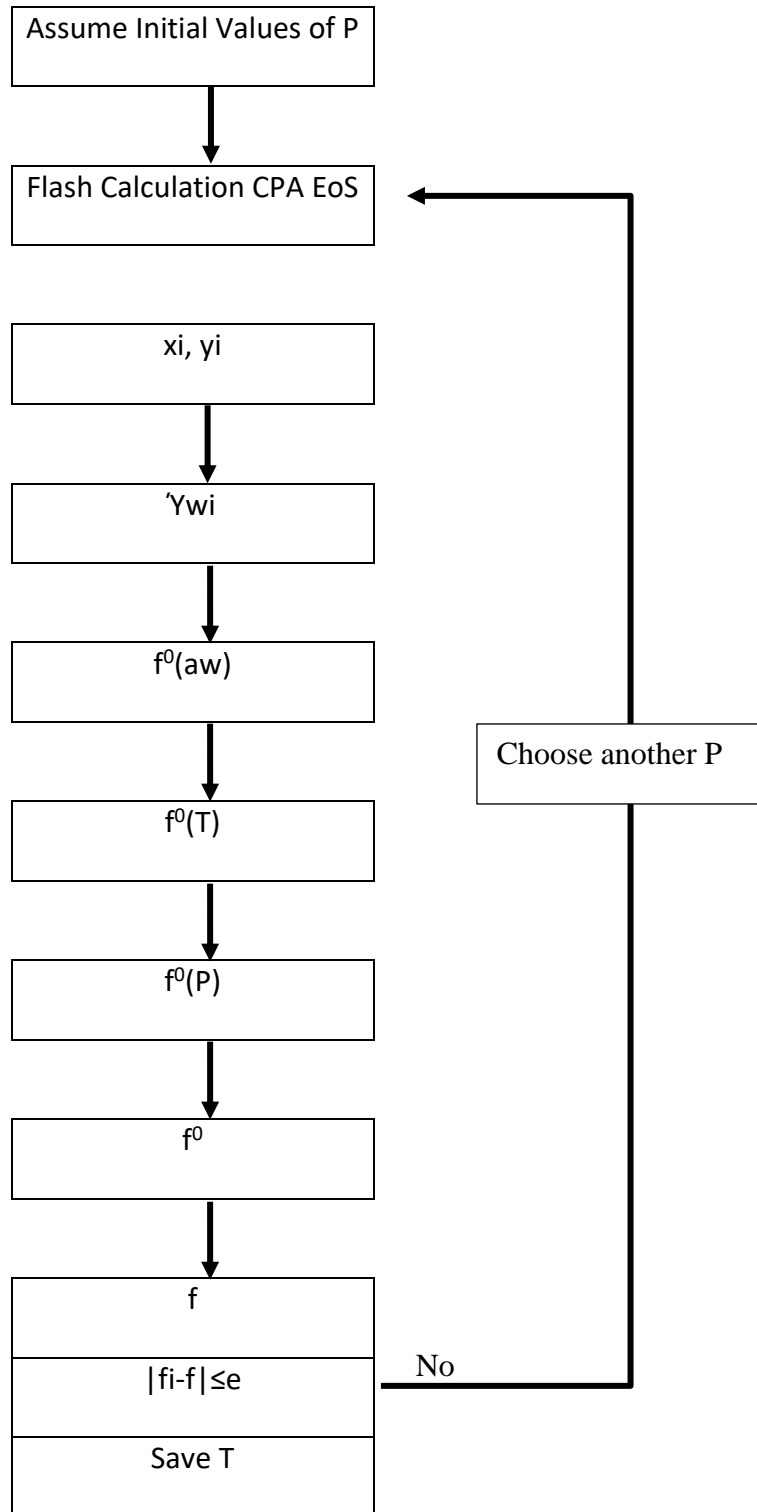 Assume Initial Values of P
Flash Calculation CPA EoS
xi, yi
‘Ywi
f⁰(aw)
Choose another P
f⁰(T)
f⁰(P)
f⁰
f
|fi-f|≤e
No
Save T